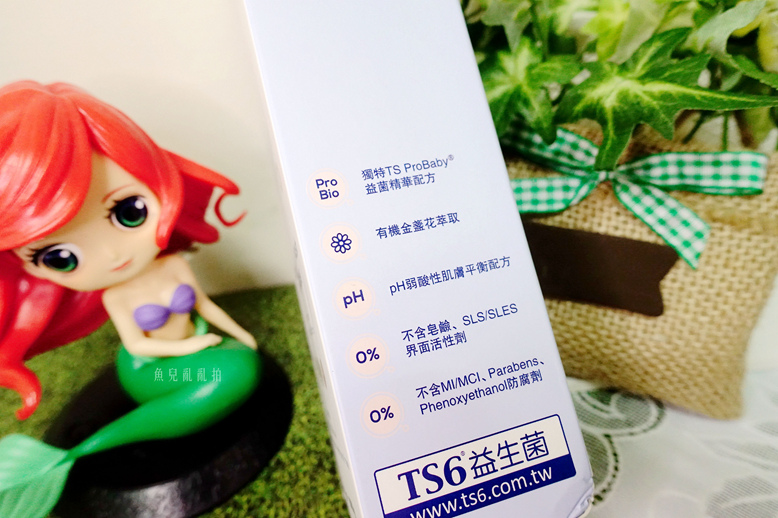 Pro
Bio
獨特TS ProBaby®
益菌精華配方
有機金盞花萃取
pH
pH弱酸性肌膚平衡配方
0%
不含皂鹼、SLS/SLES
界面活性劑
0%
不含MI/MCI、Parabens、
Phenoxyethanol防腐劑
TS6®益生菌
www.ts6.com.tw
魚兒亂亂拍